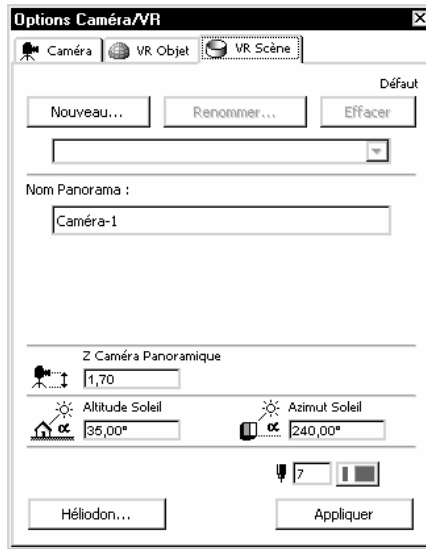 Options Caméra/VR
Caméra VR Objet VR Scène
Défaut
Nouveau... Renommer... Effacer
Nom Panorama :
Caméra-1
Z Caméra Panoramique
1,70
Altitude Soleil Azimut Soleil
α 35,00° α 240,00°
7
Héliodon... Appliquer